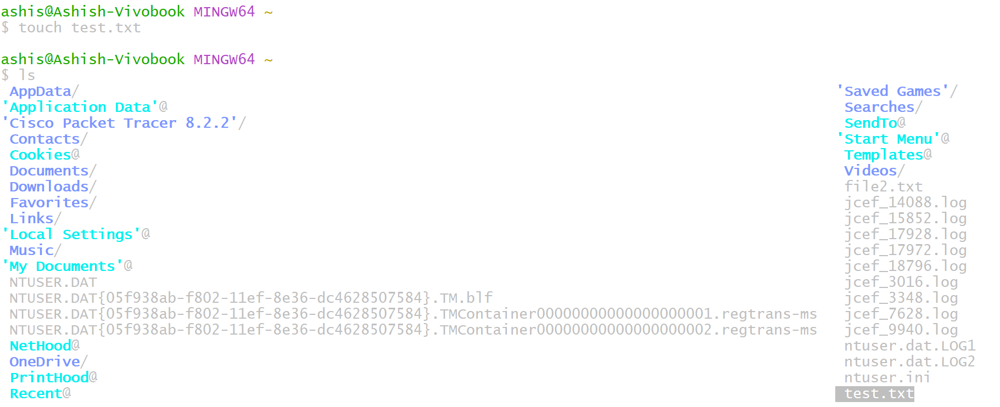 ashis@Ashish-Vivobook MINGW64 ~
$ touch test.txt
ashis@Ashish-Vivobook MINGW64 ~
$ ls
AppData/ 'Saved Games'/
'Application Data'@ Searches/
'Cisco Packet Tracer 8.2.2'/ SendTo@
Contacts/ 'Start Menu'@
Cookies@ Templates@
Documents/ Videos/
Downloads/ file2.txt
Favorites/ jcef_14088.log
Links/ jcef_15852.log
'Local Settings'@ jcef_17928.log
Music/ jcef_17972.log
'My Documents'@ jcef_18796.log
NTUSER.DAT jcef_3016.log
NTUSER.DAT{05f938ab-f802-11ef-8e36-dc4628507584}.TM.blf jcef_3348.log
NTUSER.DAT{05f938ab-f802-11ef-8e36-dc4628507584}.TMContainer00000000000000000001.regtrans-ms jcef_7628.log
NTUSER.DAT{05f938ab-f802-11ef-8e36-dc4628507584}.TMContainer00000000000000000002.regtrans-ms jcef_9940.log
NetHood@ ntuser.dat.LOG1
OneDrive/ ntuser.dat.LOG2
PrintHood@ ntuser.ini
Recent@ test.txt